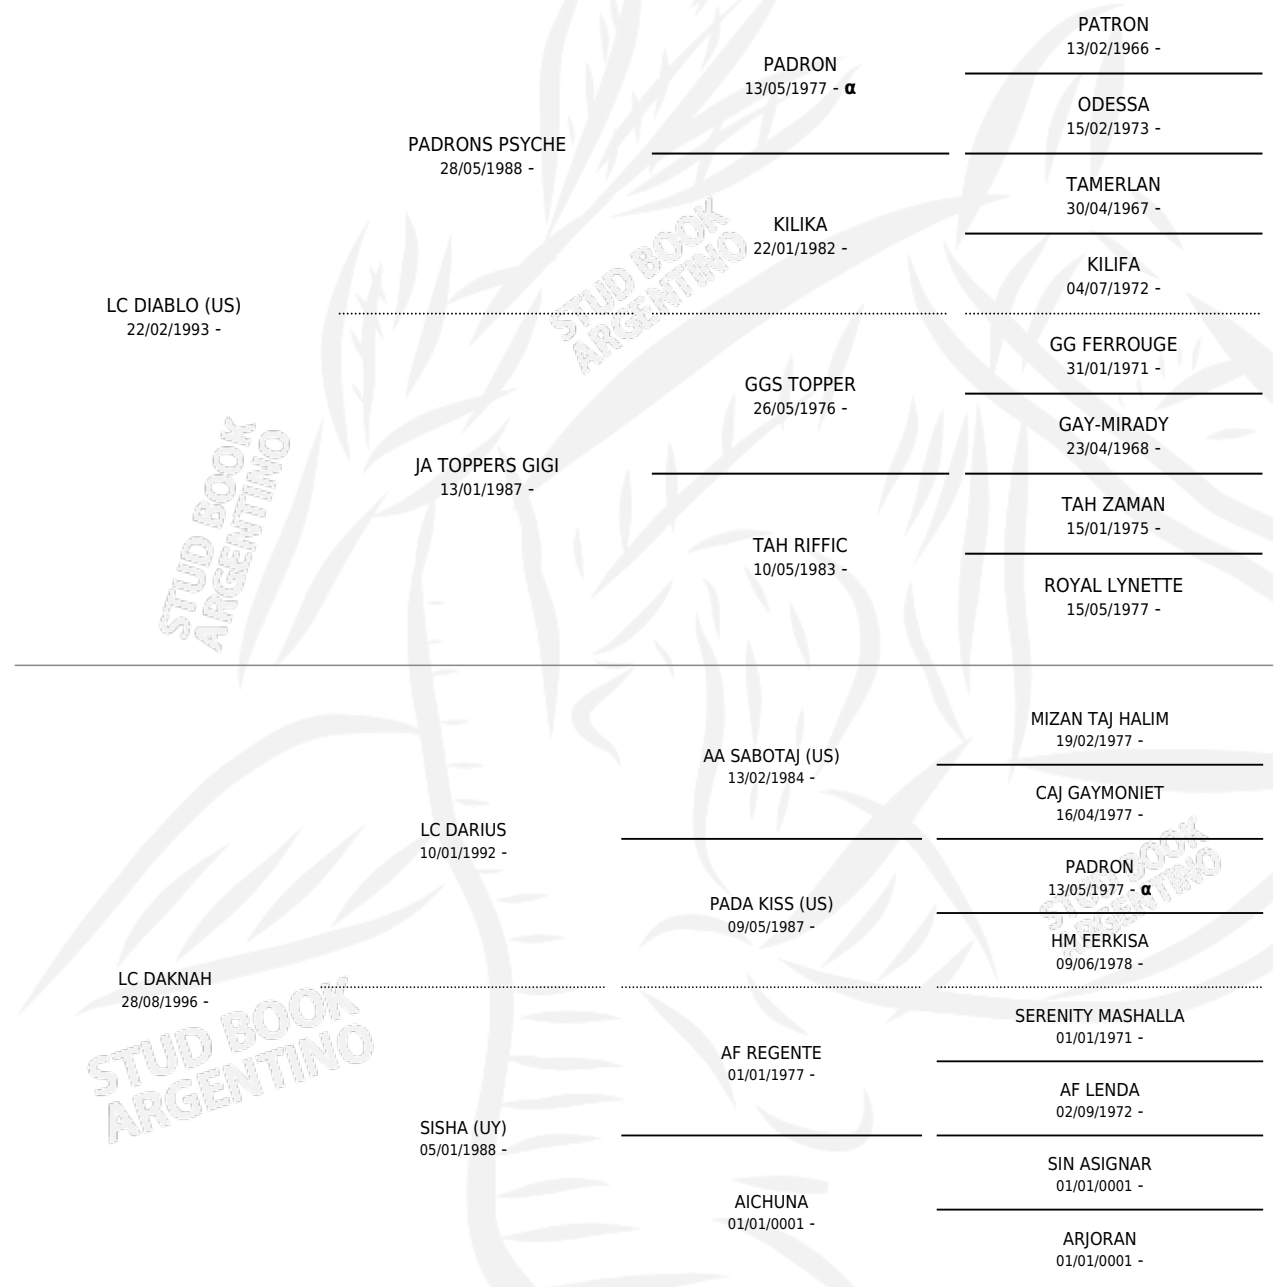 PATRON
13/02/1966 -
PADRON
13/05/1977 - α
ODESSA
15/02/1973 -
PADRONS PSYCHE
28/05/1988 -
TAMERLAN
30/04/1967 -
KILIKA
22/01/1982 -
KILIFA
04/07/1972 -
LC DIABLO (US)
22/02/1993 -
GG FERROUGE
31/01/1971 -
GGS TOPPER
26/05/1976 -
GAY-MIRADY
23/04/1968 -
JA TOPPERS GIGI
13/01/1987 -
TAH ZAMAN
15/01/1975 -
TAH RIFFIC
10/05/1983 -
ROYAL LYNETTE
15/05/1977 -
MIZAN TAJ HALIM
19/02/1977 -
AA SABOTAJ (US)
13/02/1984 -
CAJ GAYMONIET
16/04/1977 -
LC DARIUS
10/01/1992 -
PADRON
13/05/1977 - α
PADA KISS (US)
09/05/1987 -
HM FERKISA
09/06/1978 -
LC DAKNAH
28/08/1996 -
SERENITY MASHALLA
01/01/1971 -
AF REGENTE
01/01/1977 -
AF LENDA
02/09/1972 -
SISHA (UY)
05/01/1988 -
SIN ASIGNAR
01/01/0001 -
AICHUNA
01/01/0001 -
ARJORAN
01/01/0001 -
STUD BOOK
ARGENTINO
STUD BOOK
ARGENTINO
STUD BOOK
ARGENTINO
STUD BOOK
ARGENTINO